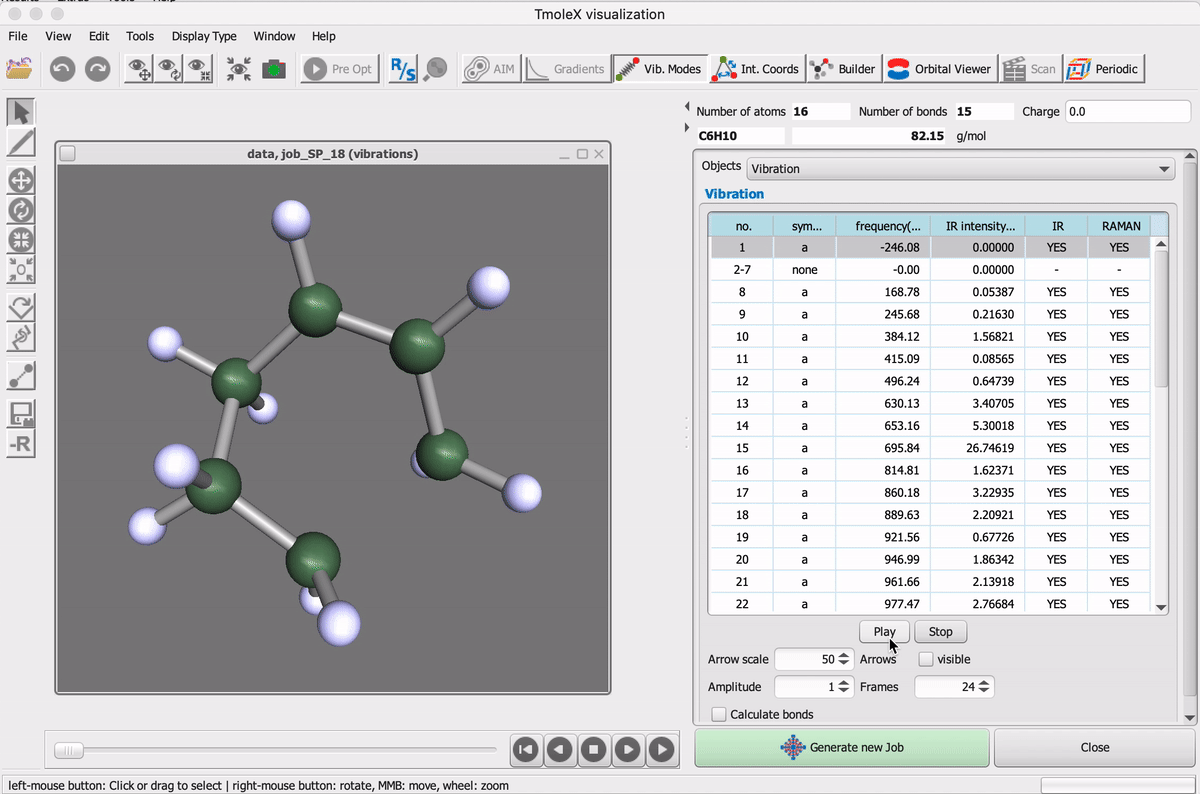 TmoleX visualization
File View Edit Tools Display Type Window Help
Pre Opt R/S AIM Gradients Vib. Modes Int. Coords Builder Orbital Viewer Scan Periodic
Number of atoms 16 Number of bonds 15 Charge 0.0
C6H10 82.15 g/mol
data, job_SP_18 (vibrations)
Objects Vibration
Vibration
no. sym... frequency(... IR intensity... IR RAMAN
1 a -246.08 0.00000 YES YES
2-7 none -0.00 0.00000 - -
8 a 168.78 0.05387 YES YES
9 a 245.68 0.21630 YES YES
10 a 384.12 1.56821 YES YES
11 a 415.09 0.08565 YES YES
12 a 496.24 0.64739 YES YES
13 a 630.13 3.40705 YES YES
14 a 653.16 5.30018 YES YES
15 a 695.84 26.74619 YES YES
16 a 814.81 1.62371 YES YES
17 a 860.18 3.22935 YES YES
18 a 889.63 2.20921 YES YES
19 a 921.56 0.67726 YES YES
20 a 946.99 1.86342 YES YES
21 a 961.66 2.13918 YES YES
22 a 977.47 2.76684 YES YES
-R
Play Stop
Arrow scale 50 Arrows visible
Amplitude 1 Frames 24
Calculate bonds
Generate new Job Close
left-mouse button: Click or drag to select | right-mouse button: rotate, MMB: move, wheel: zoom